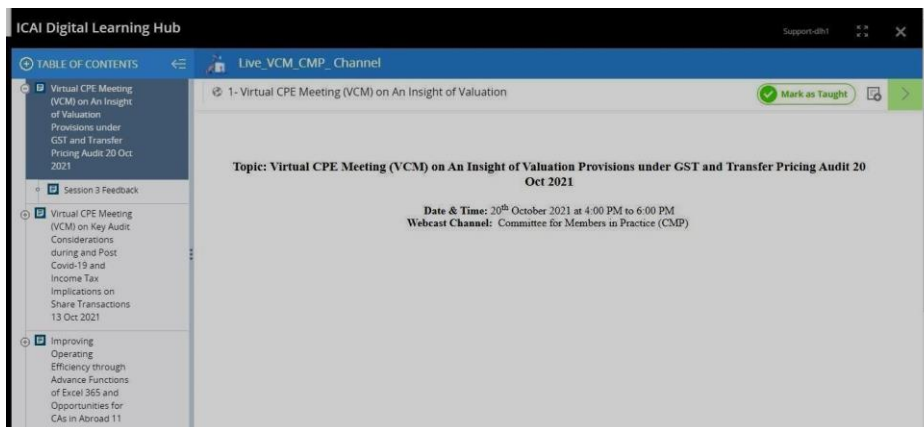 ICAI Digital Learning Hub
Support-dlh1
TABLE OF CONTENTS
Live_VCM_CMP_ Channel
Virtual CPE Meeting
(VCM) on An Insight
of Valuation
Provisions under
GST and Transfer
Pricing Audit 20 Oct
2021
Session 3 Feedback
Virtual CPE Meeting
(VCM) on Key Audit
Considerations
during and Post
Covid-19 and
Income Tax
Implications on
Share Transactions
13 Oct 2021
Improving
Operating
Efficiency through
Advance Functions
of Excel 365 and
Opportunities for
CAs in Abroad 11
1- Virtual CPE Meeting (VCM) on An Insight of Valuation
Mark as Taught
Topic: Virtual CPE Meeting (VCM) on An Insight of Valuation Provisions under GST and Transfer Pricing Audit 20
Oct 2021
Date & Time: 20th October 2021 at 4:00 PM to 6:00 PM
Webcast Channel: Committee for Members in Practice (CMP)